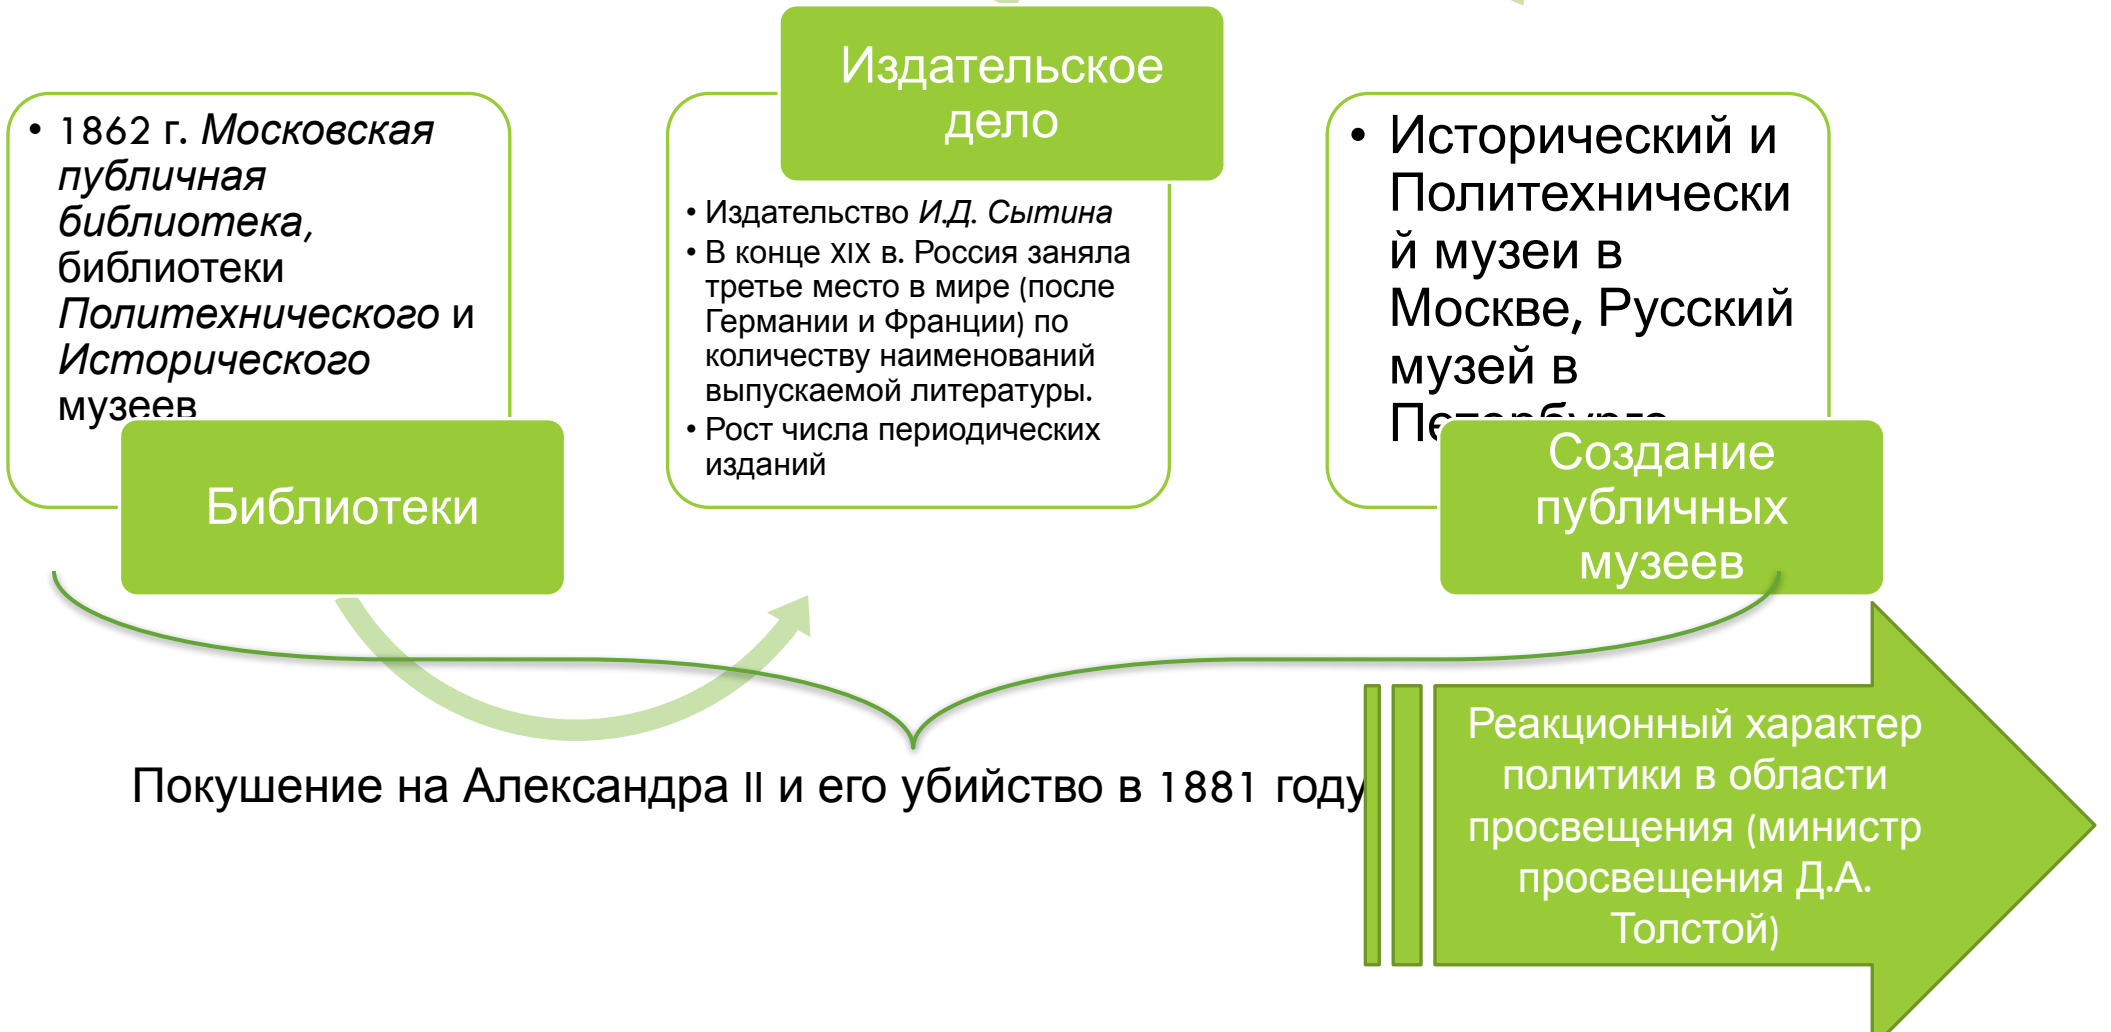 • 1862 г. Московская
публичная
библиотека,
библиотеки
Политехнического и
Исторического
музеев
Библиотеки
Издательское
дело
• Издательство И.Д. Сытина
• В конце XIX в. Россия заняла
третье место в мире (после
Германии и Франции) по
количеству наименований
выпускаемой литературы.
• Рост числа периодических
изданий
• Исторический и
Политехнически
й музеи в
Москве, Русский
музей в
Петербурге
Создание
публичных
музеев
Покушение на Александра II и его убийство в 1881 году
Реакционный характер
политики в области
просвещения (министр
просвещения Д.А.
Толстой)